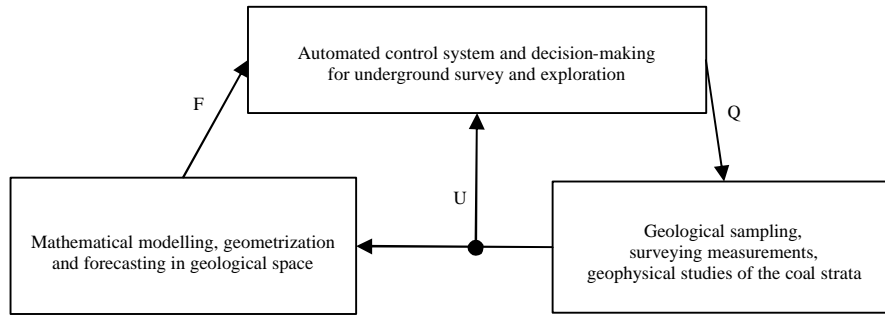 Automated control system and decision-making
for underground survey and exploration
F
Q
U
Mathematical modelling, geometrization
and forecasting in geological space
Geological sampling,
surveying measurements,
geophysical studies of the coal strata